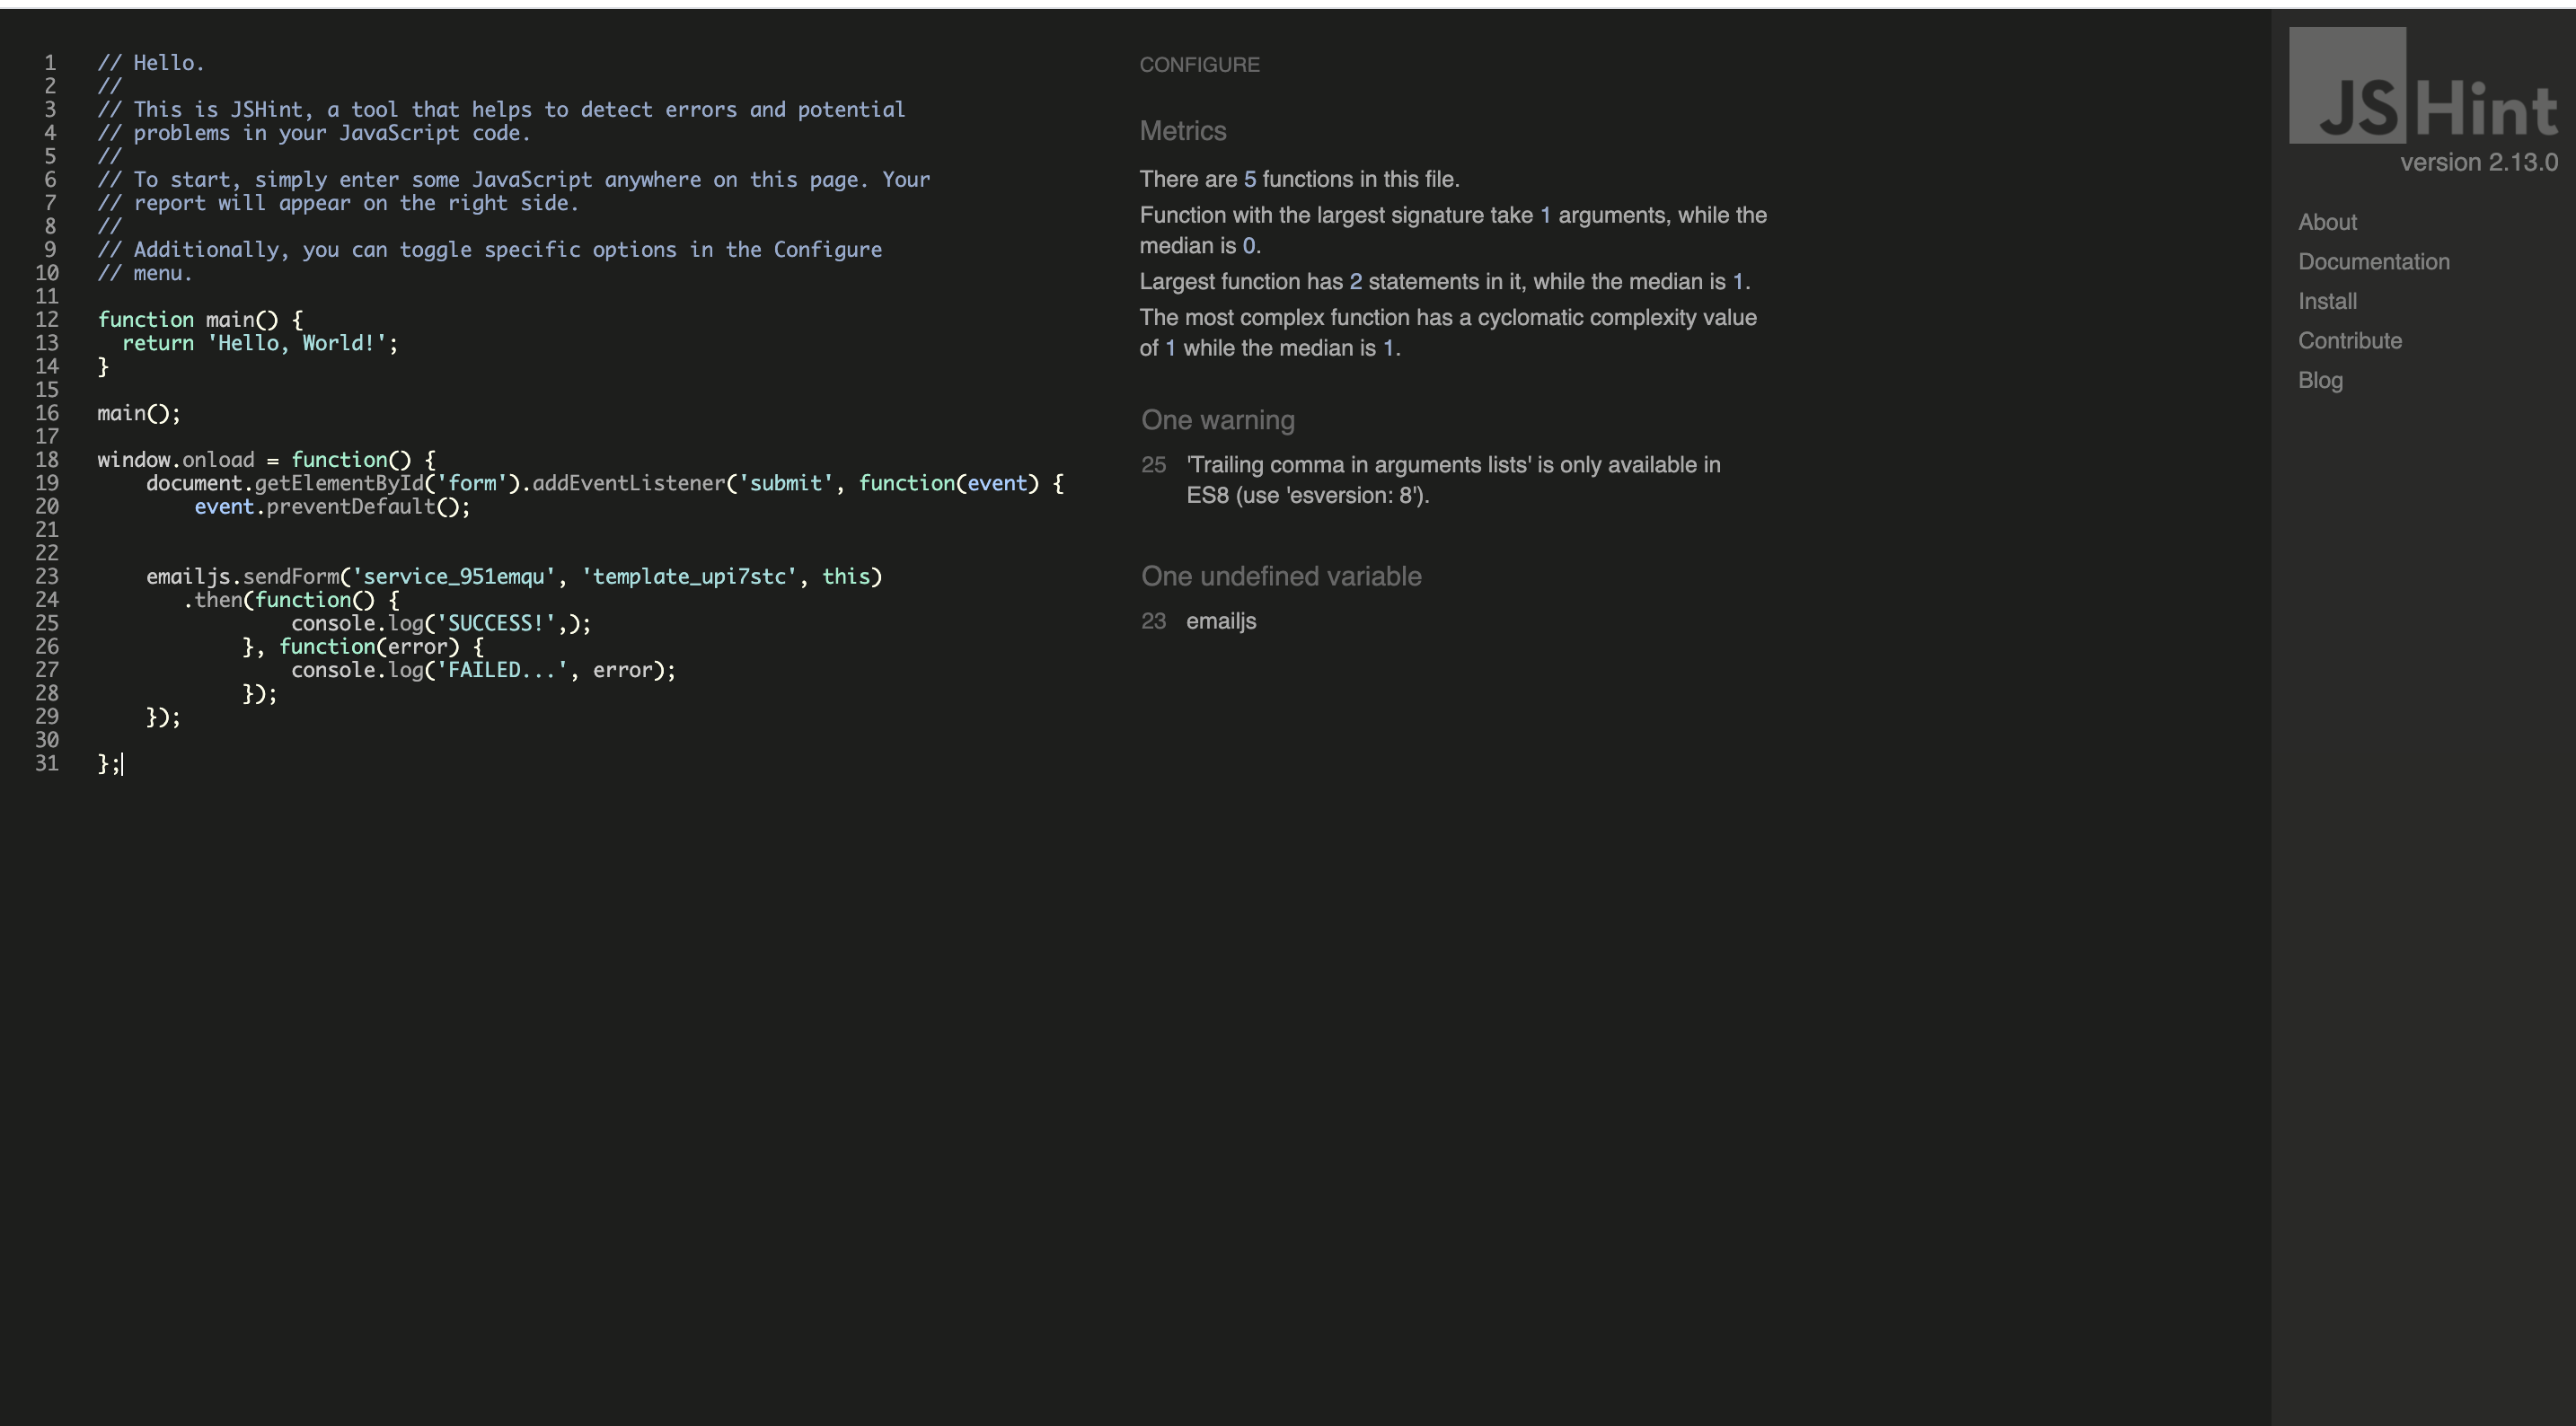 1 // Hello.
2 //
3 // This is JSHint, a tool that helps to detect errors and potential
4 // problems in your JavaScript code.
5 //
6 // To start, simply enter some JavaScript anywhere on this page. Your
7 // report will appear on the right side.
8 //
9 // Additionally, you can toggle specific options in the Configure
10 // menu.
11
12 function main() {
13   return 'Hello, World!';
14 }
15
16 main();
17
18 window.onload = function() {
19     document.getElementById('form').addEventListener('submit', function(event) {
20         event.preventDefault();
21
22
23     emailjs.sendForm('service_951emqu', 'template_upi7stc', this)
24        .then(function() {
25                 console.log('SUCCESS!',);
26             }, function(error) {
27                 console.log('FAILED...', error);
28             });
29     });
30
31 };
CONFIGURE
Metrics
There are 5 functions in this file.
Function with the largest signature take 1 arguments, while the
median is 0.
Largest function has 2 statements in it, while the median is 1.
The most complex function has a cyclomatic complexity value
of 1 while the median is 1.
One warning
25 'Trailing comma in arguments lists' is only available in
ES8 (use 'esversion: 8').
One undefined variable
23 emailjs
JSHint
version 2.13.0
About
Documentation
Install
Contribute
Blog